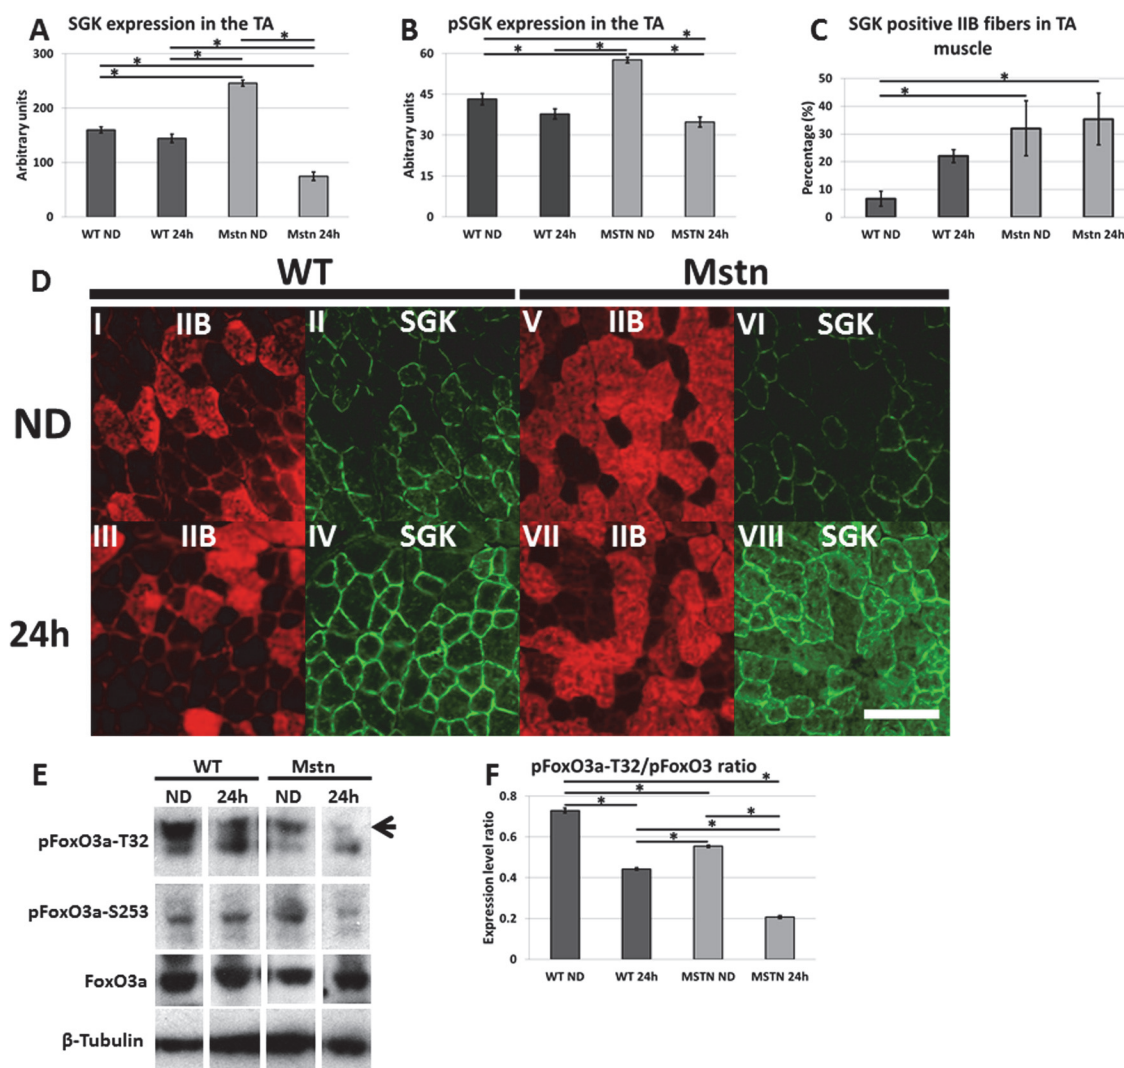 A
SGK expression in the TA
300
200
100
0
Arbitrary units
* * * * *
WT ND WT 24h Mstn ND Mstn 24h
B
pSGK expression in the TA
60
45
30
15
0
Abitrary units
* * * *
WT ND WT 24h MSTN ND MSTN 24h
C
SGK positive IIB fibers in TA
muscle
50
40
30
20
10
0
Percentage (%)
* *
WT ND WT 24h Mstn ND Mstn 24h
D
WT Mstn
ND
I IIB II SGK V IIB VI SGK
24h
III IIB IV SGK VII IIB VIII SGK
E
WT Mstn
ND 24h ND 24h
pFoxO3a-T32
pFoxO3a-S253
FoxO3a
β-Tubulin
F
pFoxO3a-T32/pFoxO3 ratio
0.8
0.6
0.4
0.2
0
Expression level ratio
* * * * * *
WT ND WT 24h MSTN ND MSTN 24h